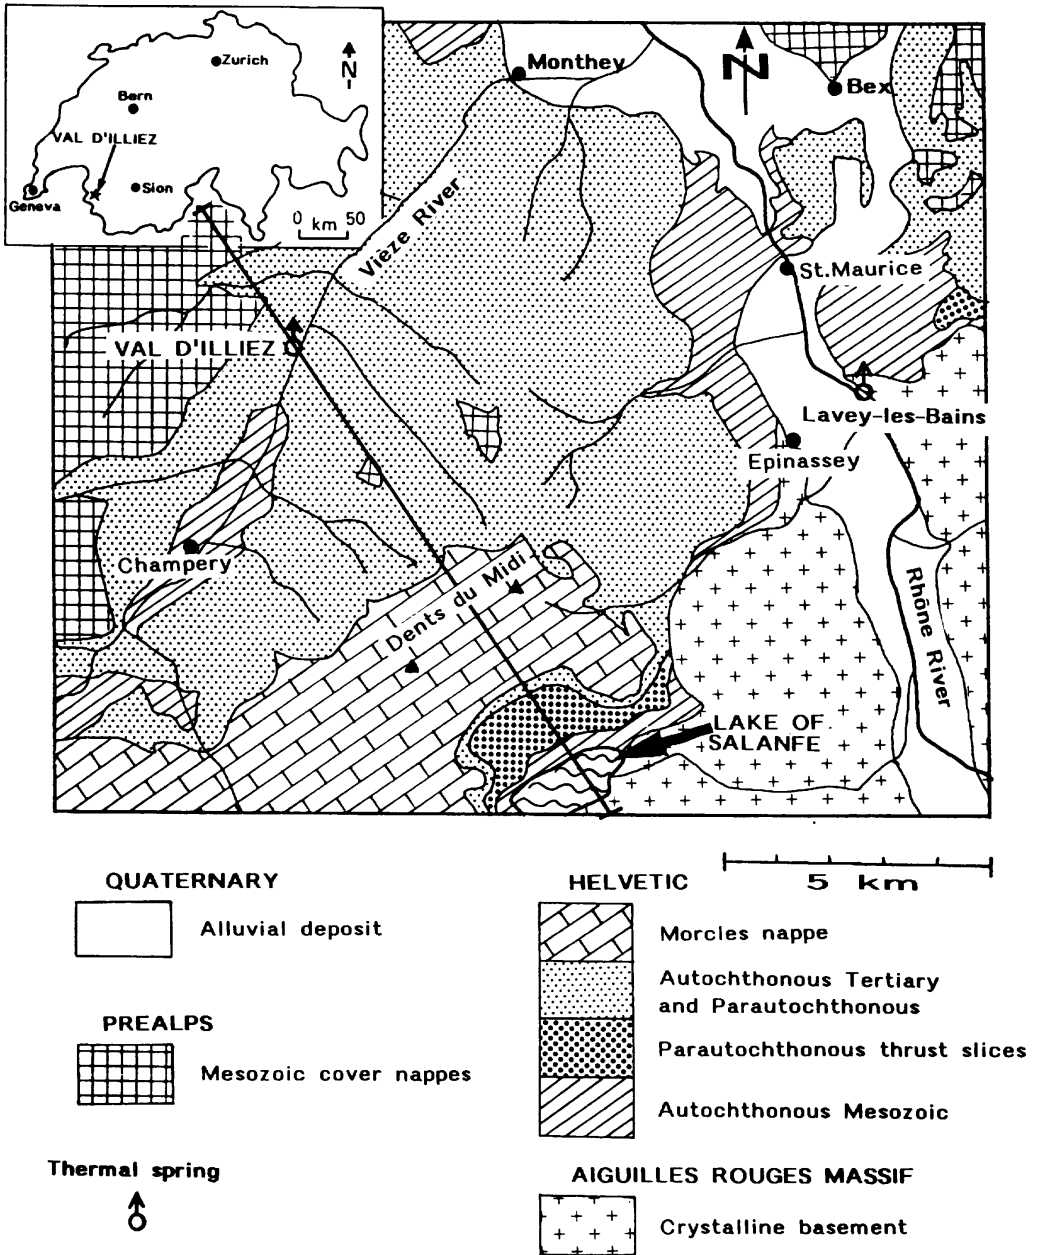 Zurich
N
Bern
VAL D'ILLIEZ
Sion
Geneva
0 km 50
Monthey
N
Bex
Vièze River
St.Maurice
VAL D'ILLIEZ
Lavey-les-Bains
Epinassey
Champery
Dents du Midi
Rhône River
LAKE OF
SALANFE
5 km
QUATERNARY
Alluvial deposit
PREALPS
Mesozoic cover nappes
Thermal spring
HELVETIC
Morcles nappe
Autochthonous Tertiary
and Parautochthonous
Parautochthonous thrust slices
Autochthonous Mesozoic
AIGUILLES ROUGES MASSIF
Crystalline basement